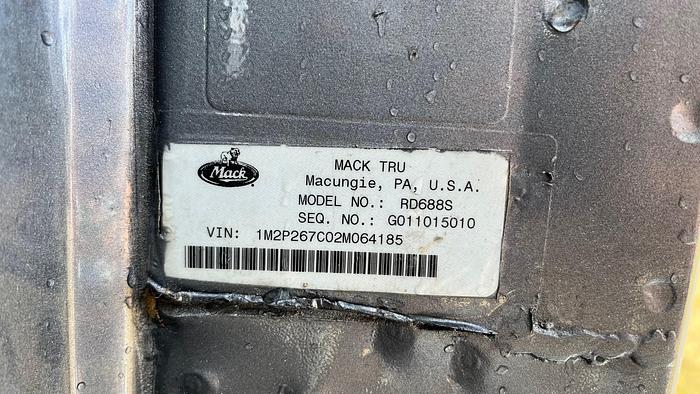 Mack
MACK TRU
Macungie, PA, U.S.A.
MODEL NO.: RD688S
SEQ. NO.: G011015010
VIN: 1M2P267C02M064185